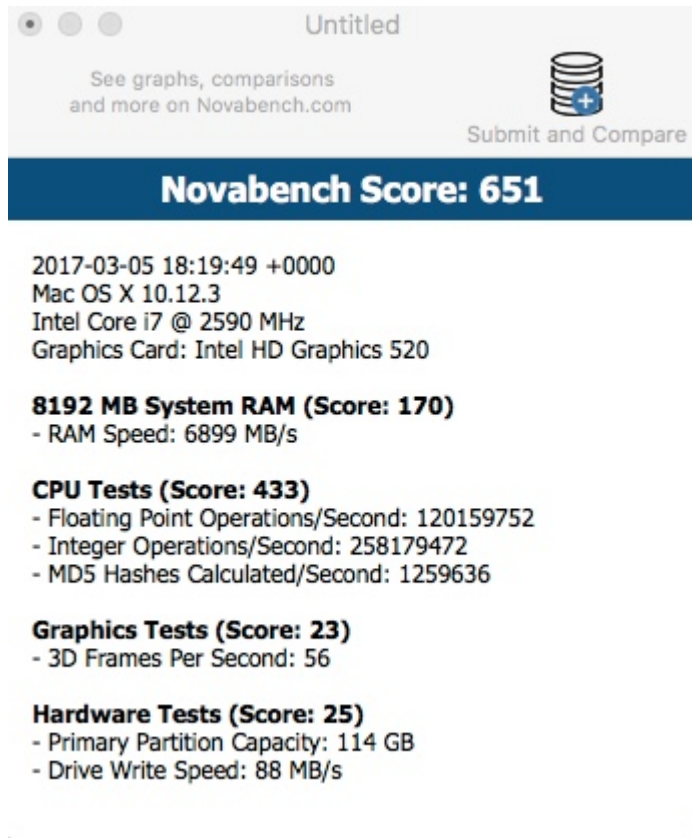 Untitled
See graphs, comparisons
and more on Novabench.com
Submit and Compare
Novabench Score: 651
2017-03-05 18:19:49 +0000
Mac OS X 10.12.3
Intel Core i7 @ 2590 MHz
Graphics Card: Intel HD Graphics 520
8192 MB System RAM (Score: 170)
- RAM Speed: 6899 MB/s
CPU Tests (Score: 433)
- Floating Point Operations/Second: 120159752
- Integer Operations/Second: 258179472
- MD5 Hashes Calculated/Second: 1259636
Graphics Tests (Score: 23)
- 3D Frames Per Second: 56
Hardware Tests (Score: 25)
- Primary Partition Capacity: 114 GB
- Drive Write Speed: 88 MB/s